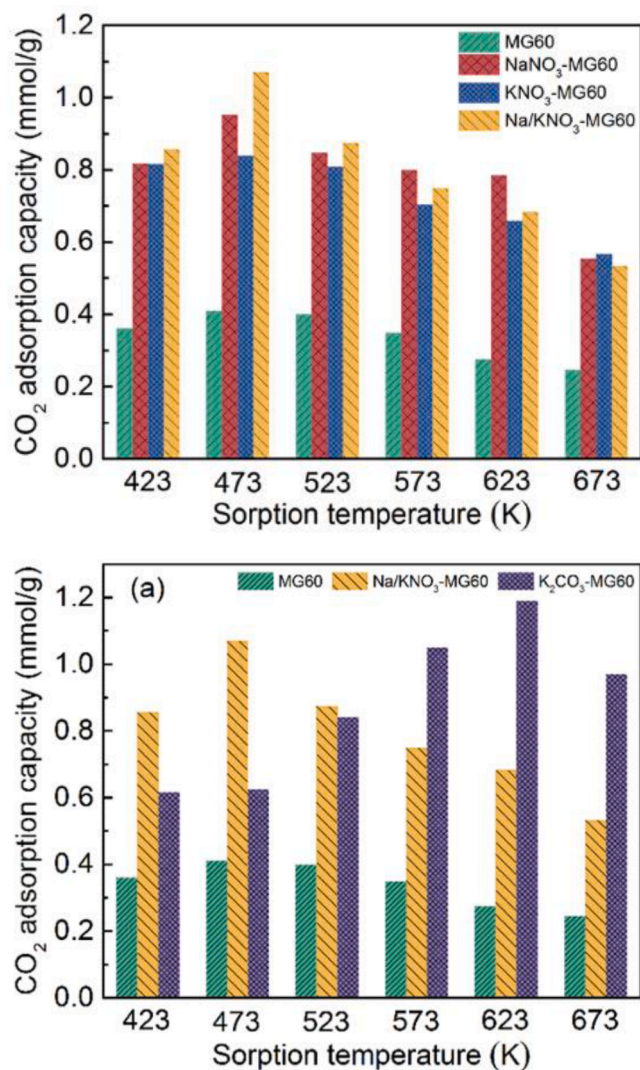 CO₂ adsorption capacity (mmol/g)
1.2
1.0
0.8
0.6
0.4
0.2
0.0
MG60
NaNO₃-MG60
KNO₃-MG60
Na/KNO₃-MG60
423 473 523 573 623 673
Sorption temperature (K)
CO₂ adsorption capacity (mmol/g)
(a)
MG60 Na/KNO₃-MG60 K₂CO₃-MG60
1.2
1.0
0.8
0.6
0.4
0.2
0.0
423 473 523 573 623 673
Sorption temperature (K)